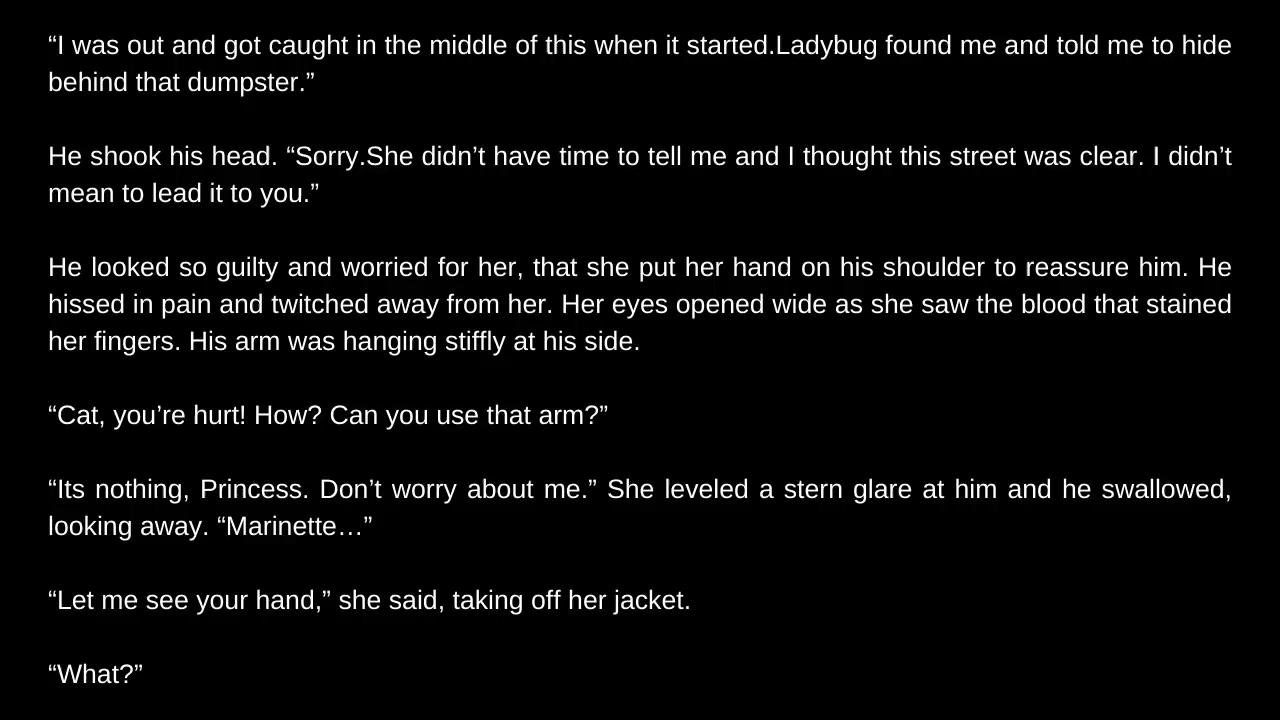 “I was out and got caught in the middle of this when it started.Ladybug found me and told me to hide
behind that dumpster.”
He shook his head. “Sorry.She didn’t have time to tell me and I thought this street was clear. I didn’t
mean to lead it to you.”
He looked so guilty and worried for her, that she put her hand on his shoulder to reassure him. He
hissed in pain and twitched away from her. Her eyes opened wide as she saw the blood that stained
her fingers. His arm was hanging stiffly at his side.
“Cat, you’re hurt! How? Can you use that arm?”
“Its nothing, Princess. Don’t worry about me.” She leveled a stern glare at him and he swallowed,
looking away. “Marinette…”
“Let me see your hand,” she said, taking off her jacket.
“What?”